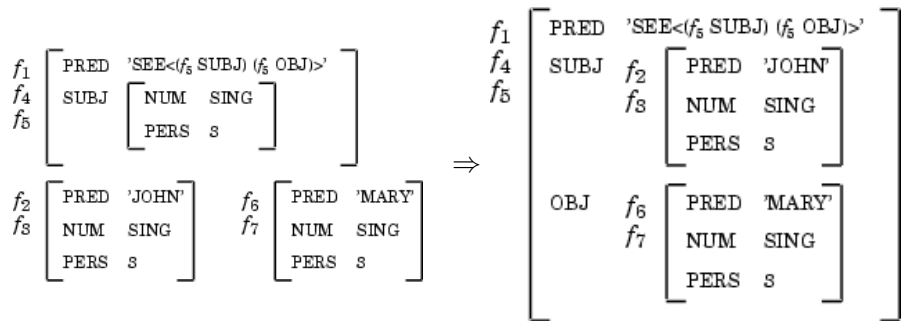 f₁ PRED 'SEE<(f₅ SUBJ) (f₅ OBJ)>'
f₄ SUBJ NUM SING
f₅ PERS 3
f₂ PRED 'JOHN'
f₃ NUM SING
PERS 3
f₆ PRED 'MARY'
f₇ NUM SING
PERS 3
⇒
f₁ PRED 'SEE<(f₅ SUBJ) (f₅ OBJ)>'
f₄ SUBJ f₂ PRED 'JOHN'
f₅ f₃ NUM SING
PERS 3
OBJ f₆ PRED 'MARY'
f₇ NUM SING
PERS 3